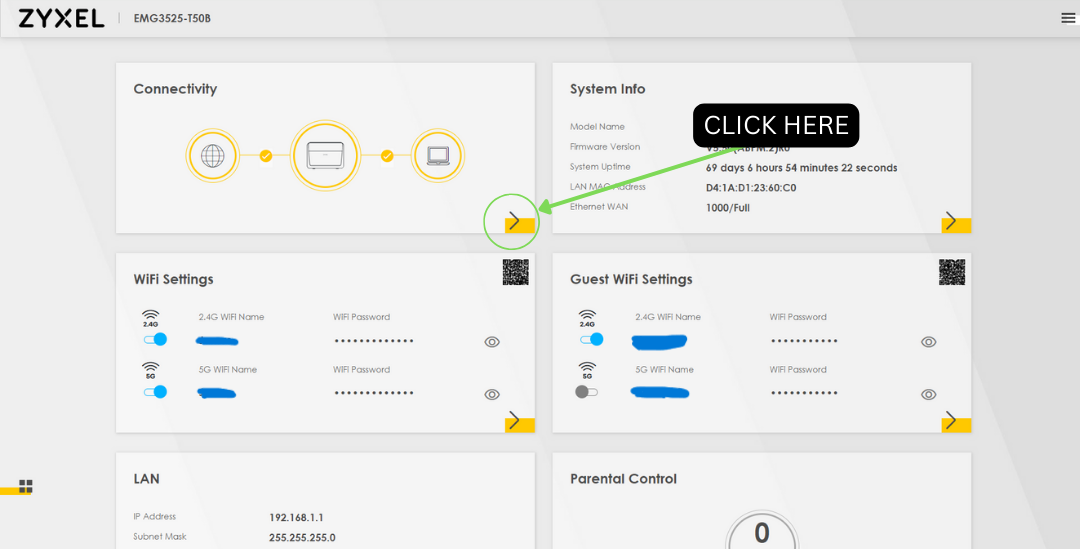 ZYXEL | EMG3525-T50B
Connectivity
System Info
CLICK HERE
Model Name
Firmware Version
System Uptime 69 days 6 hours 54 minutes 22 seconds
LAN MAC Address D4:1A:D1:23:60:C0
Ethernet WAN 1000/Full
WiFi Settings
2.4G
2.4G WIFI Name WIFI Password
•••••••••••••
5G
5G WIFI Name WIFI Password
•••••••••••••
Guest WiFi Settings
2.4G
2.4G WIFI Name WIFI Password
•••••••••••
5G
5G WIFI Name WIFI Password
•••••••••••
LAN
IP Address 192.168.1.1
Subnet Mask 255.255.255.0
Parental Control
0